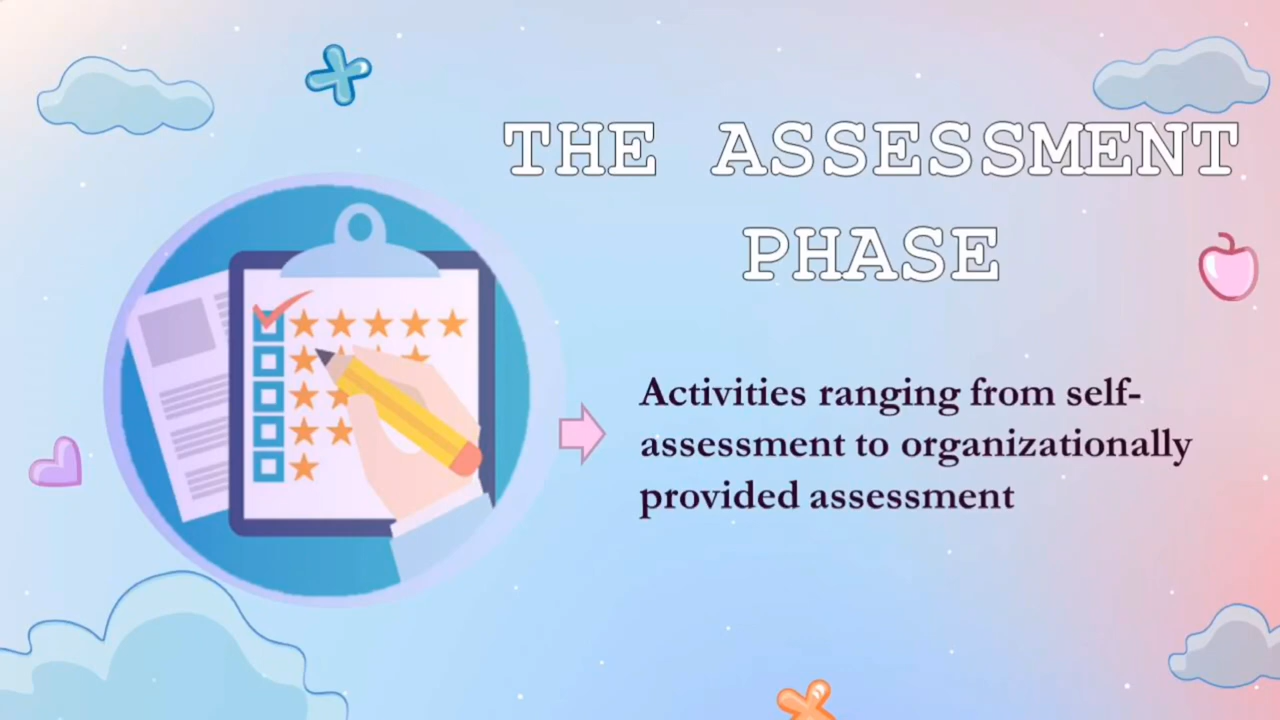 THE ASSESSMENT
PHASE
Activities ranging from self-
assessment to organizationally
provided assessment